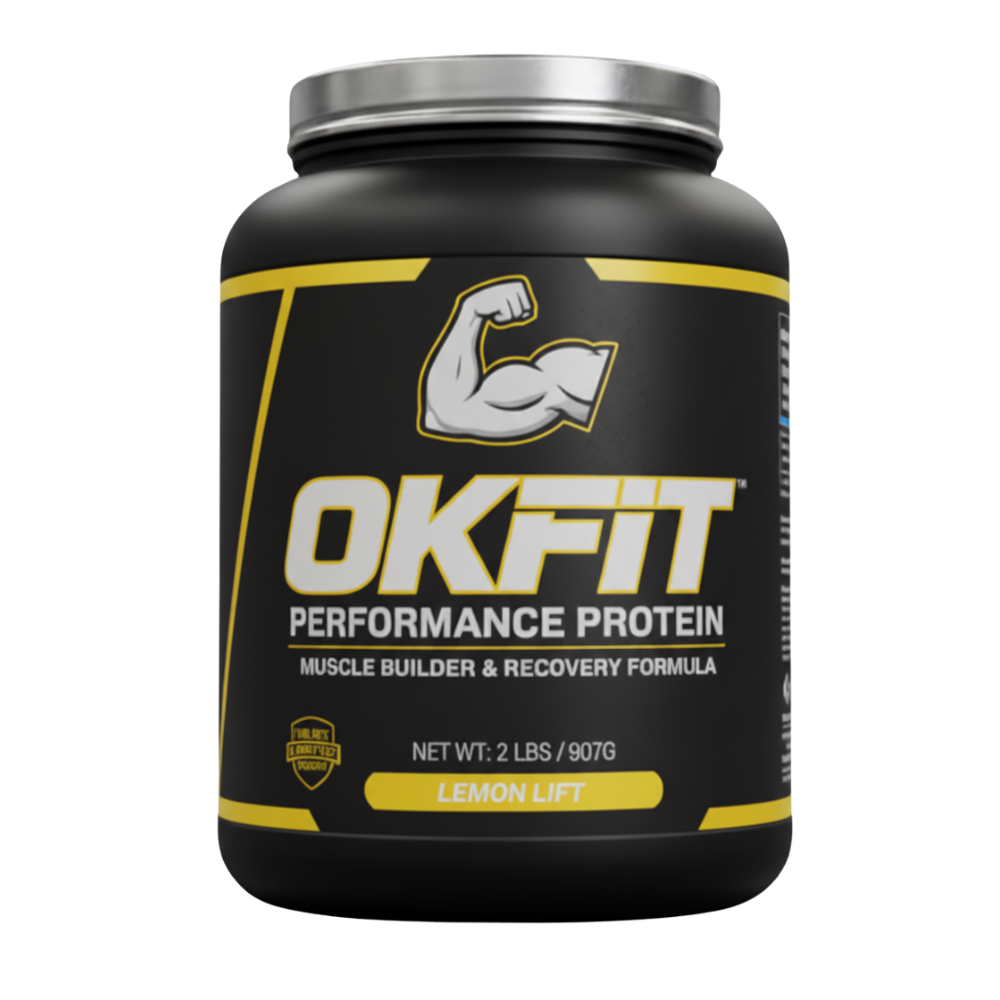 OKFiT™
PERFORMANCE PROTEIN
MUSCLE BUILDER & RECOVERY FORMULA
NET WT: 2 LBS / 907G
LEMON LIFT